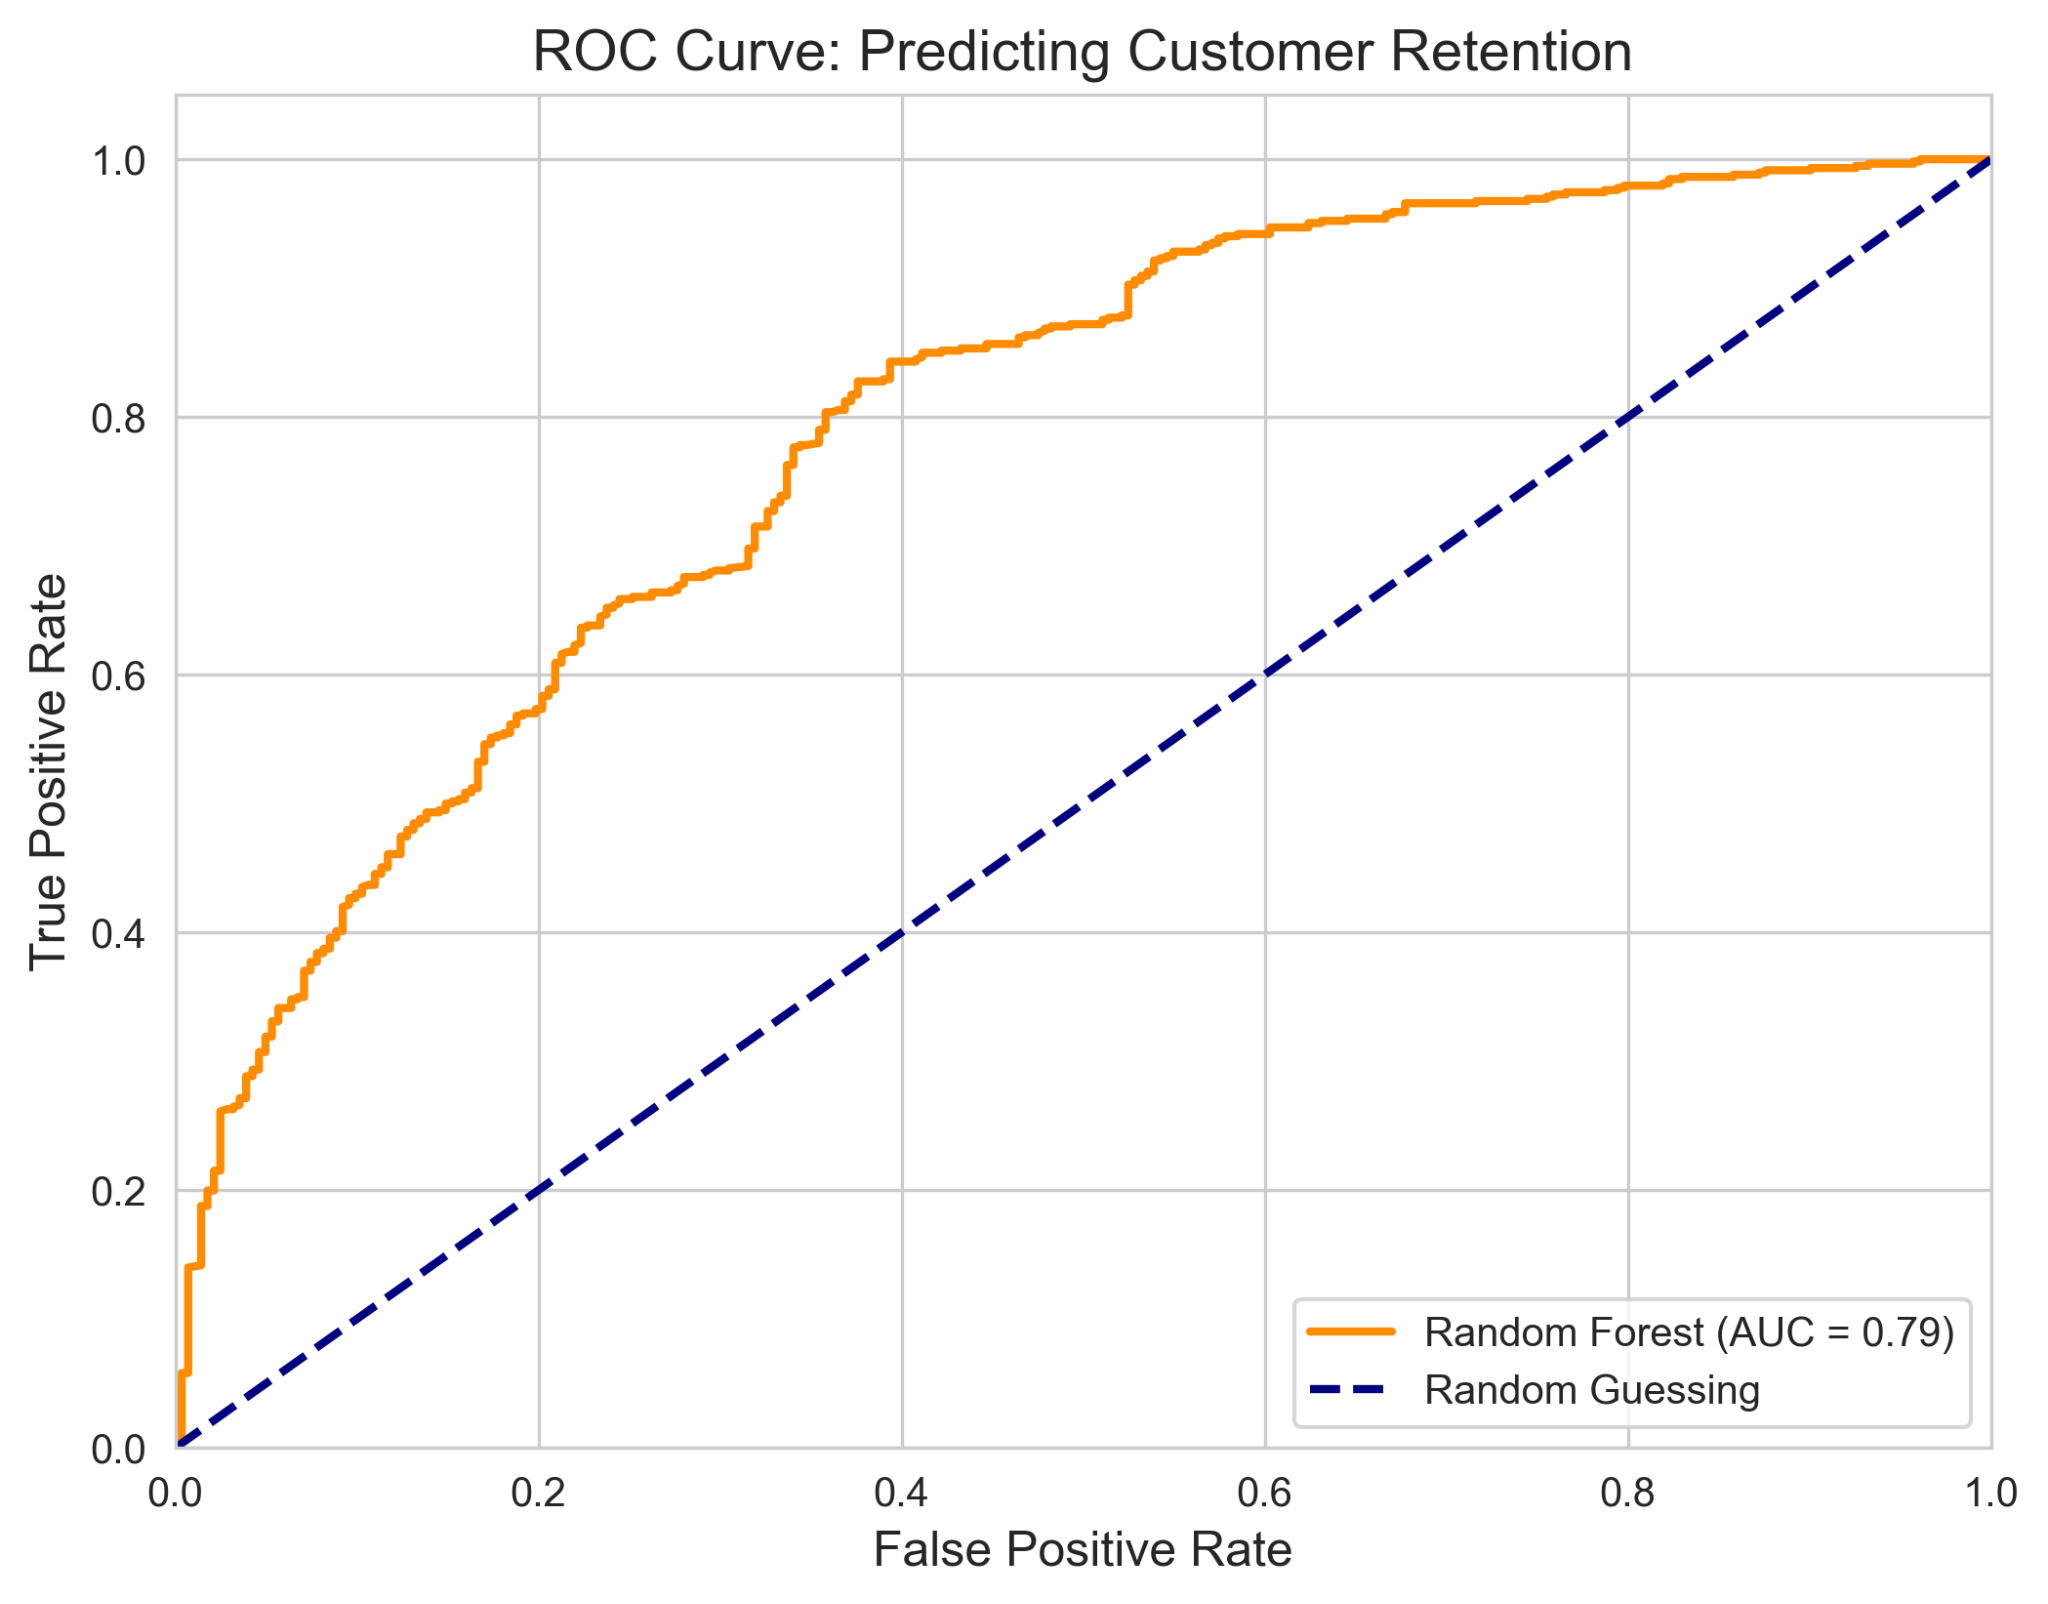 ROC Curve: Predicting Customer Retention
True Positive Rate
1.0
0.8
0.6
0.4
0.2
0.0
0.0 0.2 0.4 0.6 0.8 1.0
False Positive Rate
Random Forest (AUC = 0.79)
Random Guessing